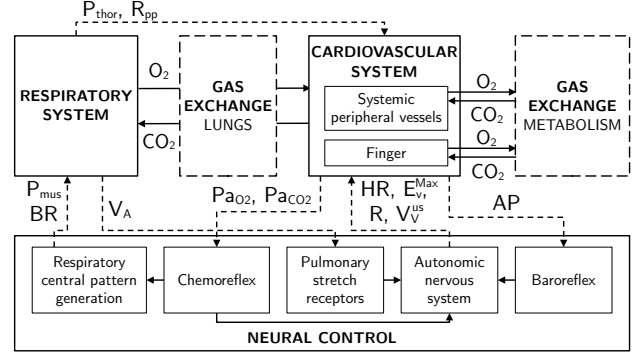 P_thor, R_pp
RESPIRATORY
SYSTEM
O₂
CO₂
GAS
EXCHANGE
LUNGS
CARDIOVASCULAR
SYSTEM
Systemic
peripheral vessels
Finger
O₂
CO₂
O₂
CO₂
GAS
EXCHANGE
METABOLISM
P_mus
BR
V_A
Pa_O2, Pa_CO2
HR, E_v^Max,
R, V_V^us
AP
Respiratory
central pattern
generation
Chemoreflex
Pulmonary
stretch
receptors
Autonomic
nervous
system
Baroreflex
NEURAL CONTROL